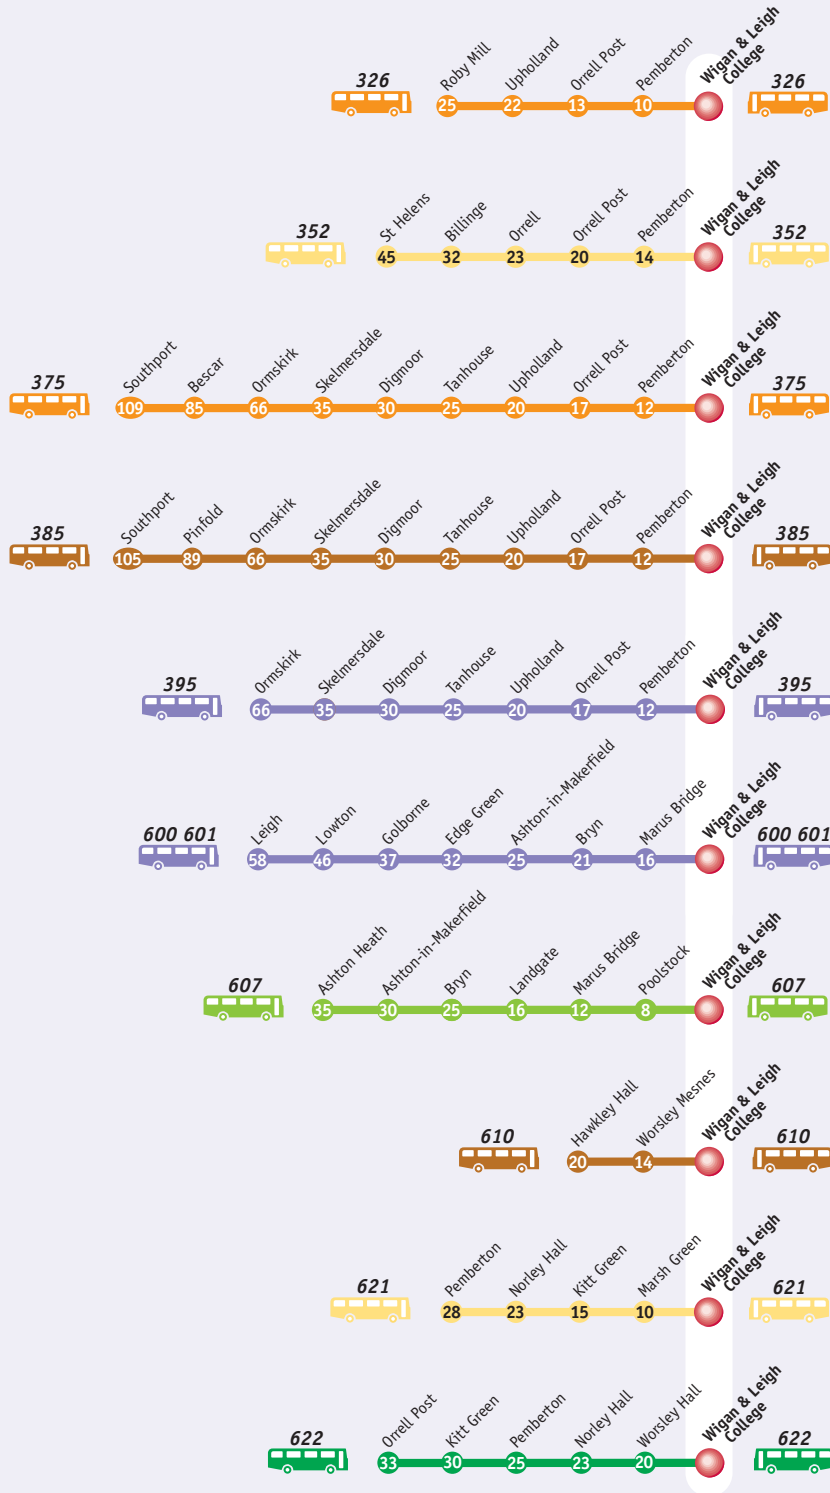 326
Roby Mill
Upholland
Orrell Post
Pemberton
Wigan & Leigh
College
326
25 22 13 10
352
St Helens
Billinge
Orrell
Orrell Post
Pemberton
Wigan & Leigh
College
352
45 32 23 20 14
375
Southport
Bescar
Ormskirk
Skelmersdale
Digmoor
Tanhouse
Upholland
Orrell Post
Pemberton
Wigan & Leigh
College
375
109 85 66 35 30 25 20 17 12
385
Southport
Pinfold
Ormskirk
Skelmersdale
Digmoor
Tanhouse
Upholland
Orrell Post
Pemberton
Wigan & Leigh
College
385
105 89 66 35 30 25 20 17 12
395
Ormskirk
Skelmersdale
Digmoor
Tanhouse
Upholland
Orrell Post
Pemberton
Wigan & Leigh
College
395
66 35 30 25 20 17 12
600 601
Leigh
Lowton
Golborne
Edge Green
Ashton-in-Makerfield
Bryn
Marus Bridge
Wigan & Leigh
College
600 601
58 46 37 32 25 21 16
607
Ashton Heath
Ashton-in-Makerfield
Bryn
Landgate
Marus Bridge
Poolstock
Wigan & Leigh
College
607
35 30 25 16 12 8
610
Hawkley Hall
Worsley Mesnes
Wigan & Leigh
College
610
20 14
621
Pemberton
Norley Hall
Kitt Green
Marsh Green
Wigan & Leigh
College
621
28 23 15 10
622
Orrell Post
Kitt Green
Pemberton
Norley Hall
Worsley Hall
Wigan & Leigh
College
622
33 30 25 23 20